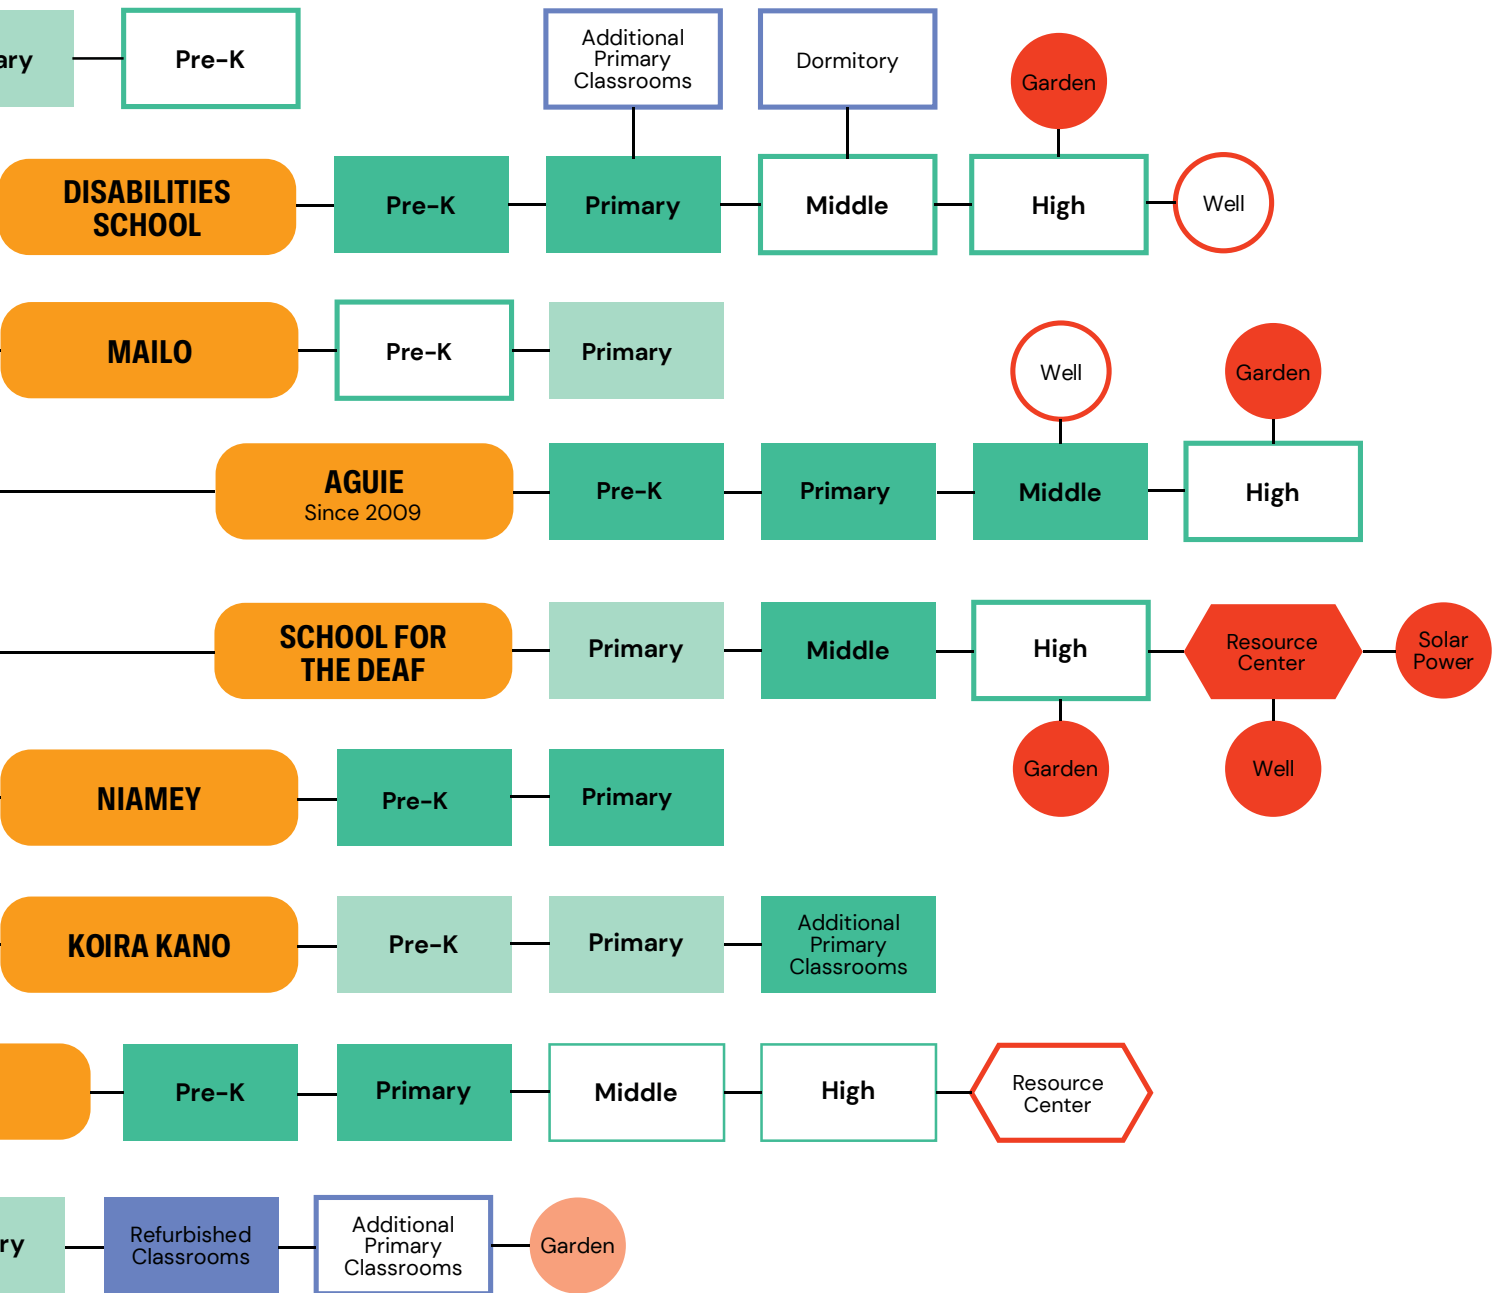 Pre-K
Additional
Primary
Classrooms
Dormitory
Garden
DISABILITIES
SCHOOL
Pre-K
Primary
Middle
High
Well
MAILO
Pre-K
Primary
Well
Garden
AGUIE
Since 2009
Pre-K
Primary
Middle
High
SCHOOL FOR
THE DEAF
Primary
Middle
High
Resource
Center
Solar
Power
Garden
Well
NIAMEY
Pre-K
Primary
KOIRA KANO
Pre-K
Primary
Additional
Primary
Classrooms
Pre-K
Primary
Middle
High
Resource
Center
Refurbished
Classrooms
Additional
Primary
Classrooms
Garden